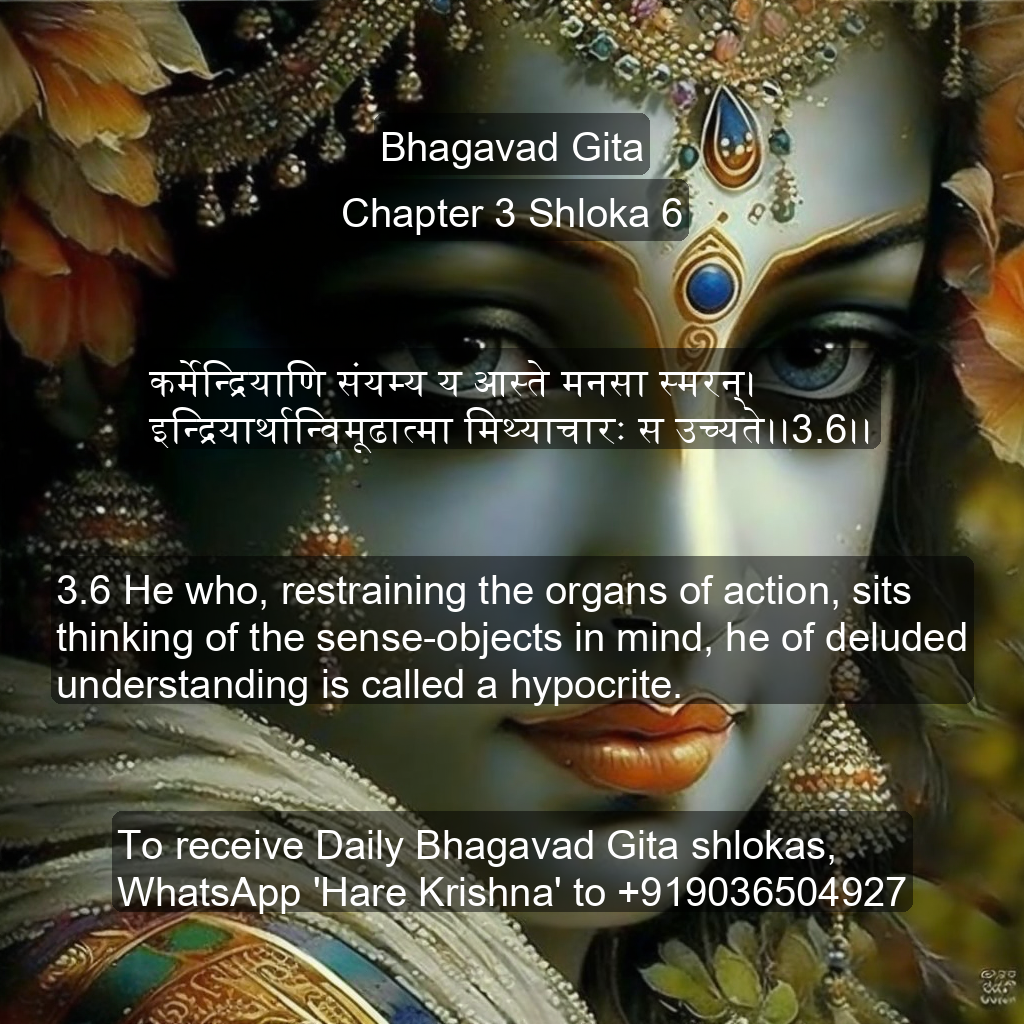 Bhagavad Gita
Chapter 3 Shloka 6
कर्मेन्द्रियाणि संयम्य य आस्ते मनसा स्मरन्।
इन्द्रियार्थान्विमूढात्मा मिथ्याचारः स उच्यते।।3.6।।
3.6 He who, restraining the organs of action, sits
thinking of the sense-objects in mind, he of deluded
understanding is called a hypocrite.
To receive Daily Bhagavad Gita shlokas,
WhatsApp 'Hare Krishna' to +919036504927